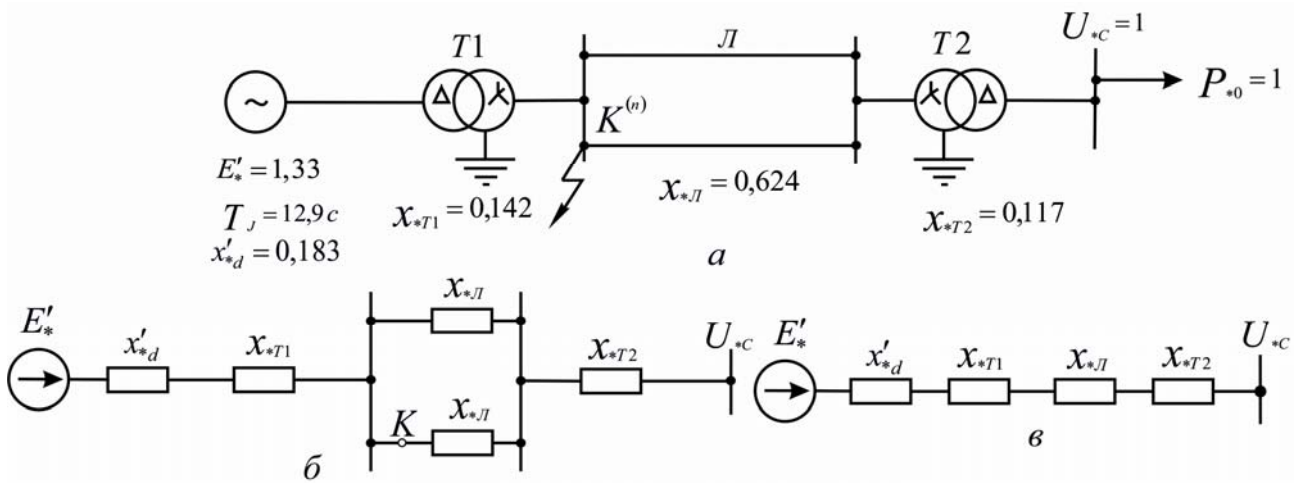 T1
Л
T2
U*C = 1
~
Δ
K^(n)
Δ
P*0 = 1
E'* = 1,33
T_J = 12,9 с
x'*d = 0,183
x*T1 = 0,142
x*Л = 0,624
x*T2 = 0,117
а
E'*
x'*d
x*T1
x*Л
K
x*Л
x*T2
U*C
б
E'*
x'*d
x*T1
x*Л
x*T2
U*C
в